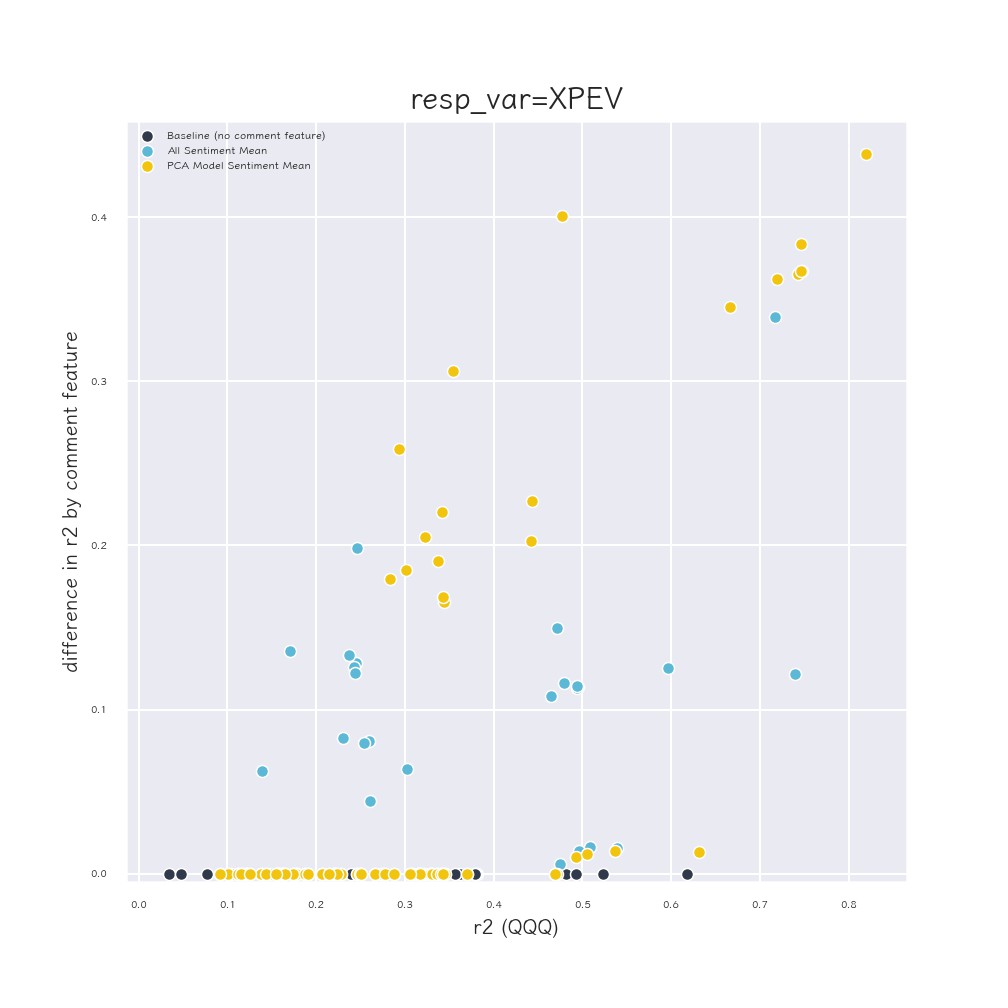 resp_var=XPEV
Baseline (no comment feature)
All Sentiment Mean
PCA Model Sentiment Mean
0.4
0.3
0.2
0.1
0.0
difference in r2 by comment feature
0.0 0.1 0.2 0.3 0.4 0.5 0.6 0.7 0.8
r2 (QQQ)